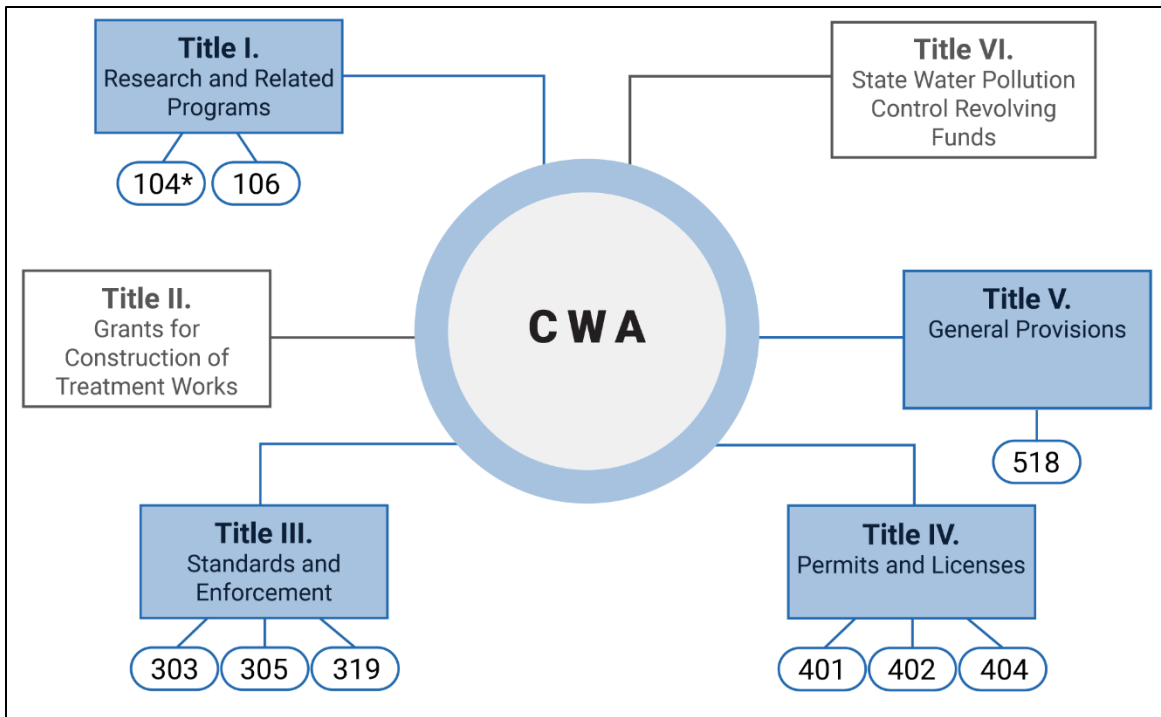 Title I.
Research and Related
Programs
104*
106
Title VI.
State Water Pollution
Control Revolving
Funds
Title II.
Grants for
Construction of
Treatment Works
CWA
Title V.
General Provisions
518
Title III.
Standards and
Enforcement
303
305
319
Title IV.
Permits and Licenses
401
402
404